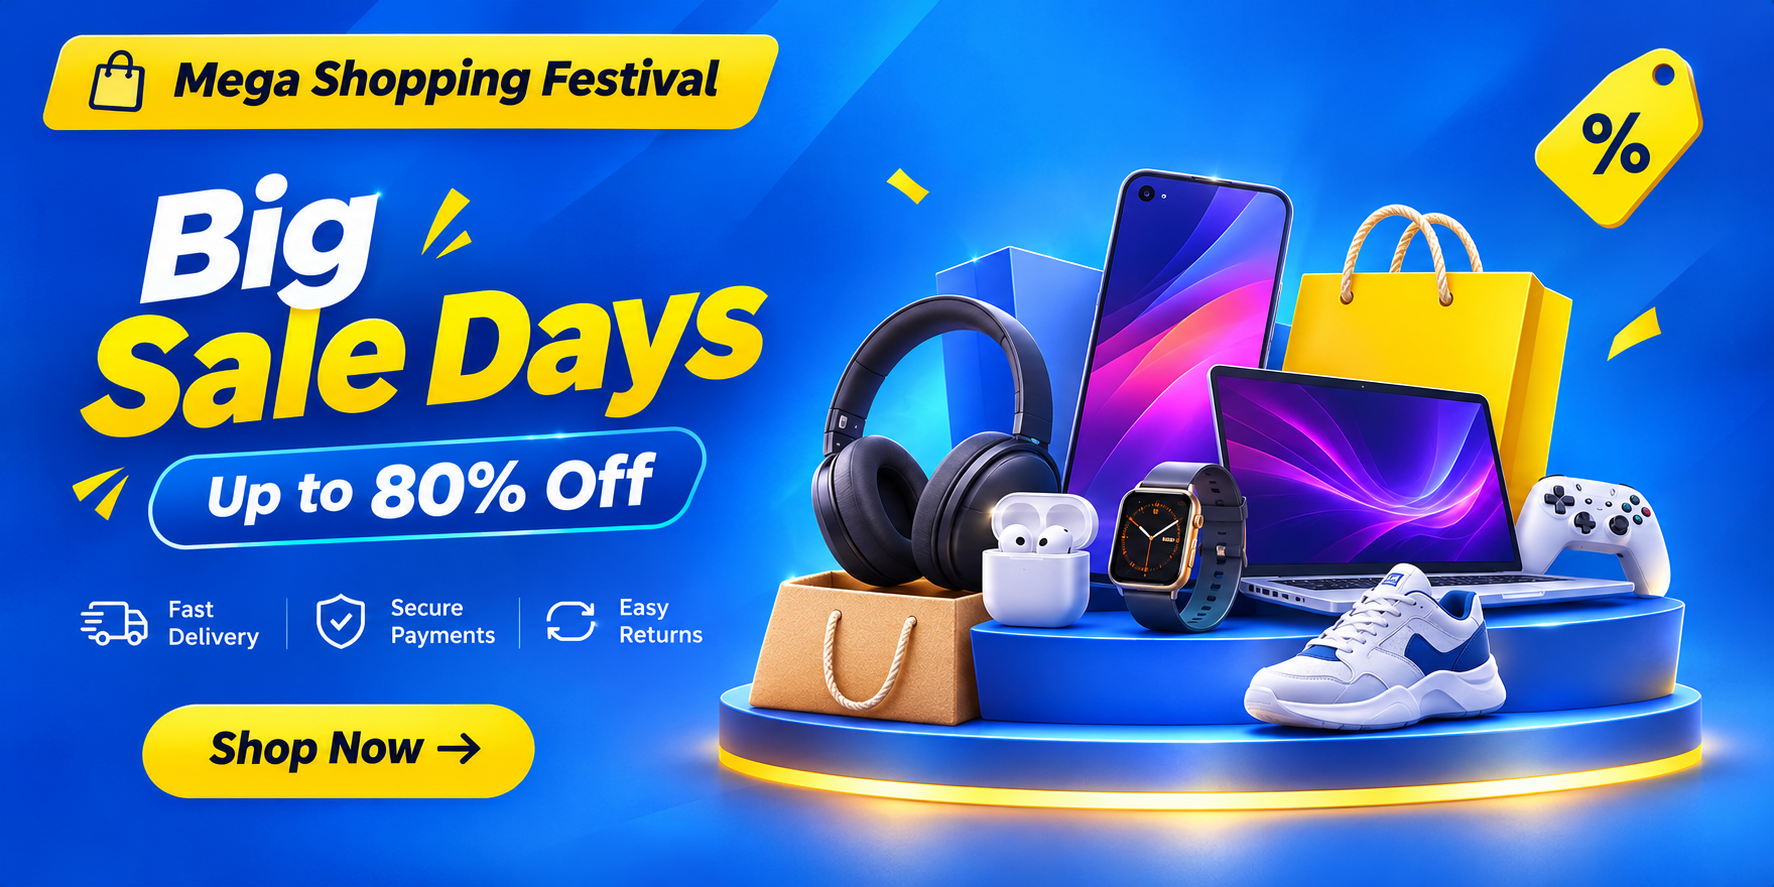 Mega Shopping Festival
Big
Sale Days
Up to 80% Off
Fast
Delivery
Secure
Payments
Easy
Returns
Shop Now →
%